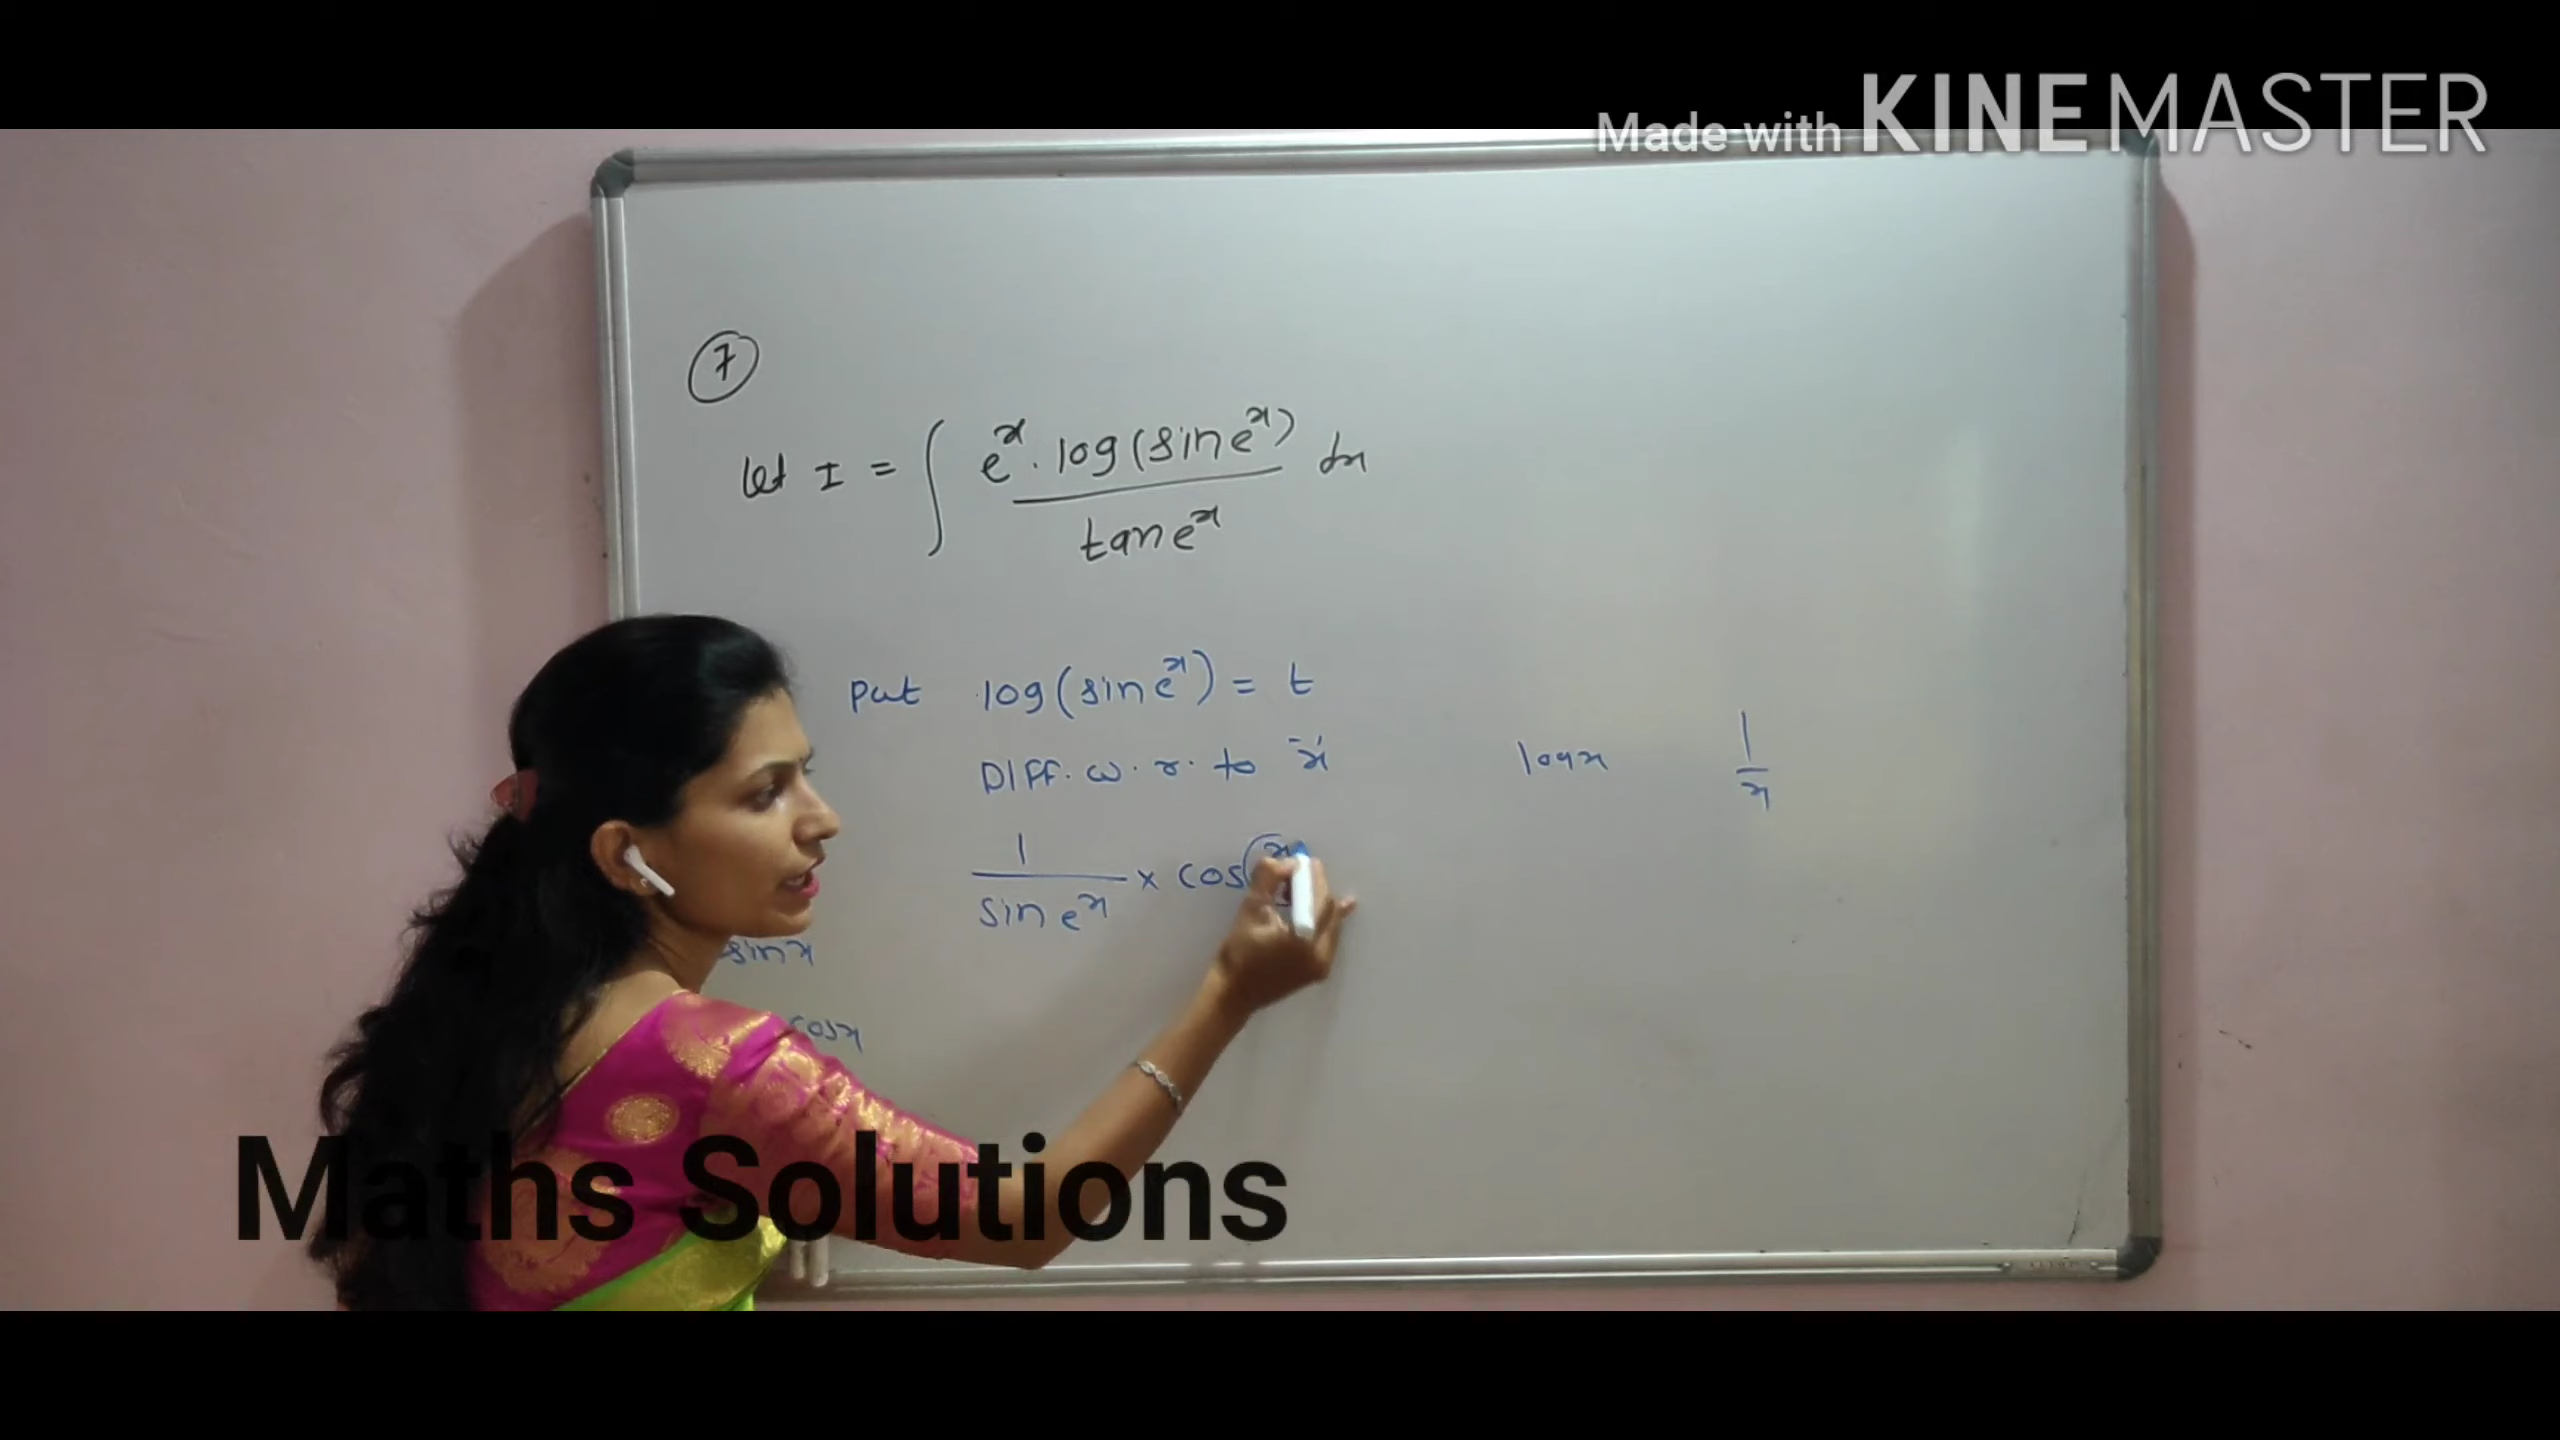 Made with KINEMASTER
7
let I = ∫ e^x . log(sin e^x) / tan e^x dx
put log(sin e^x) = t
DIFF. w. r. to x
log x 1/x
1 / sin e^x × cos
sin x
cos x
Maths Solutions